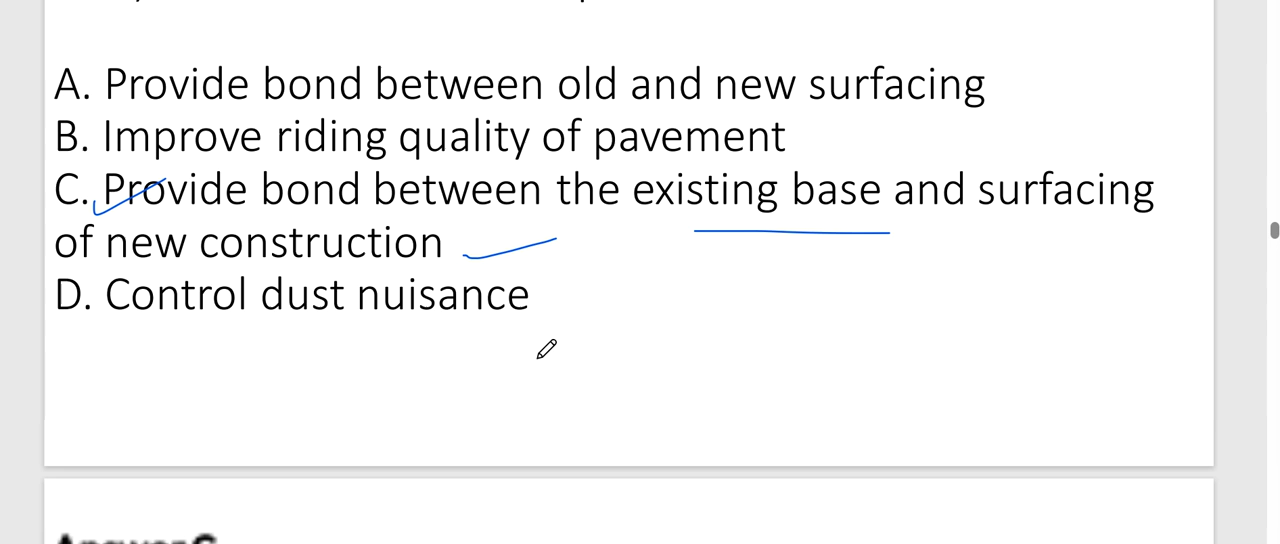 A. Provide bond between old and new surfacing
B. Improve riding quality of pavement
C. Provide bond between the existing base and surfacing
of new construction
D. Control dust nuisance